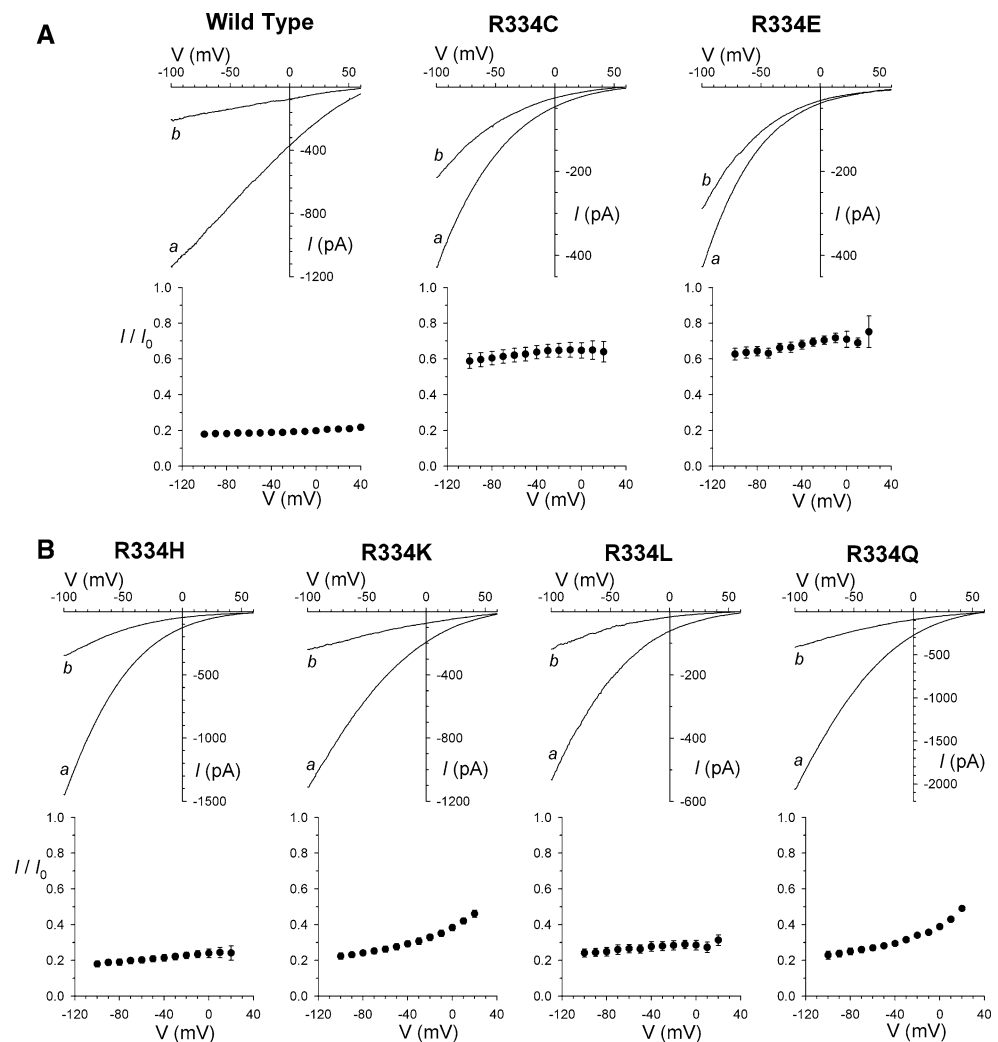 A
Wild Type
R334C
R334E
V (mV)
-100 -50 0 50
-100 -50 0 50
-100 -50 0 50
b
a
-400
-800
-1200
I (pA)
b
a
-200
-400
I (pA)
b
a
-200
-400
I (pA)
I / I0
1.0
0.8
0.6
0.4
0.2
0.0
-120 -80 -40 0 40
V (mV)
1.0
0.8
0.6
0.4
0.2
0.0
-120 -80 -40 0 40
V (mV)
1.0
0.8
0.6
0.4
0.2
0.0
-120 -80 -40 0 40
V (mV)
B
R334H
R334K
R334L
R334Q
V (mV)
V (mV)
V (mV)
V (mV)
-100 -50 0 50
-100 -50 0 50
-100 -50 0 50
-100 -50 0 50
b
a
-500
-1000
-1500
I (pA)
b
a
-400
-800
-1200
I (pA)
b
a
-200
-400
-600
I (pA)
b
a
-500
-1000
-1500
-2000
I (pA)
I / I0
1.0
0.8
0.6
0.4
0.2
0.0
-120 -80 -40 0 40
V (mV)
1.0
0.8
0.6
0.4
0.2
0.0
-120 -80 -40 0 40
V (mV)
1.0
0.8
0.6
0.4
0.2
0.0
-120 -80 -40 0 40
V (mV)
1.0
0.8
0.6
0.4
0.2
0.0
-120 -80 -40 0 40
V (mV)